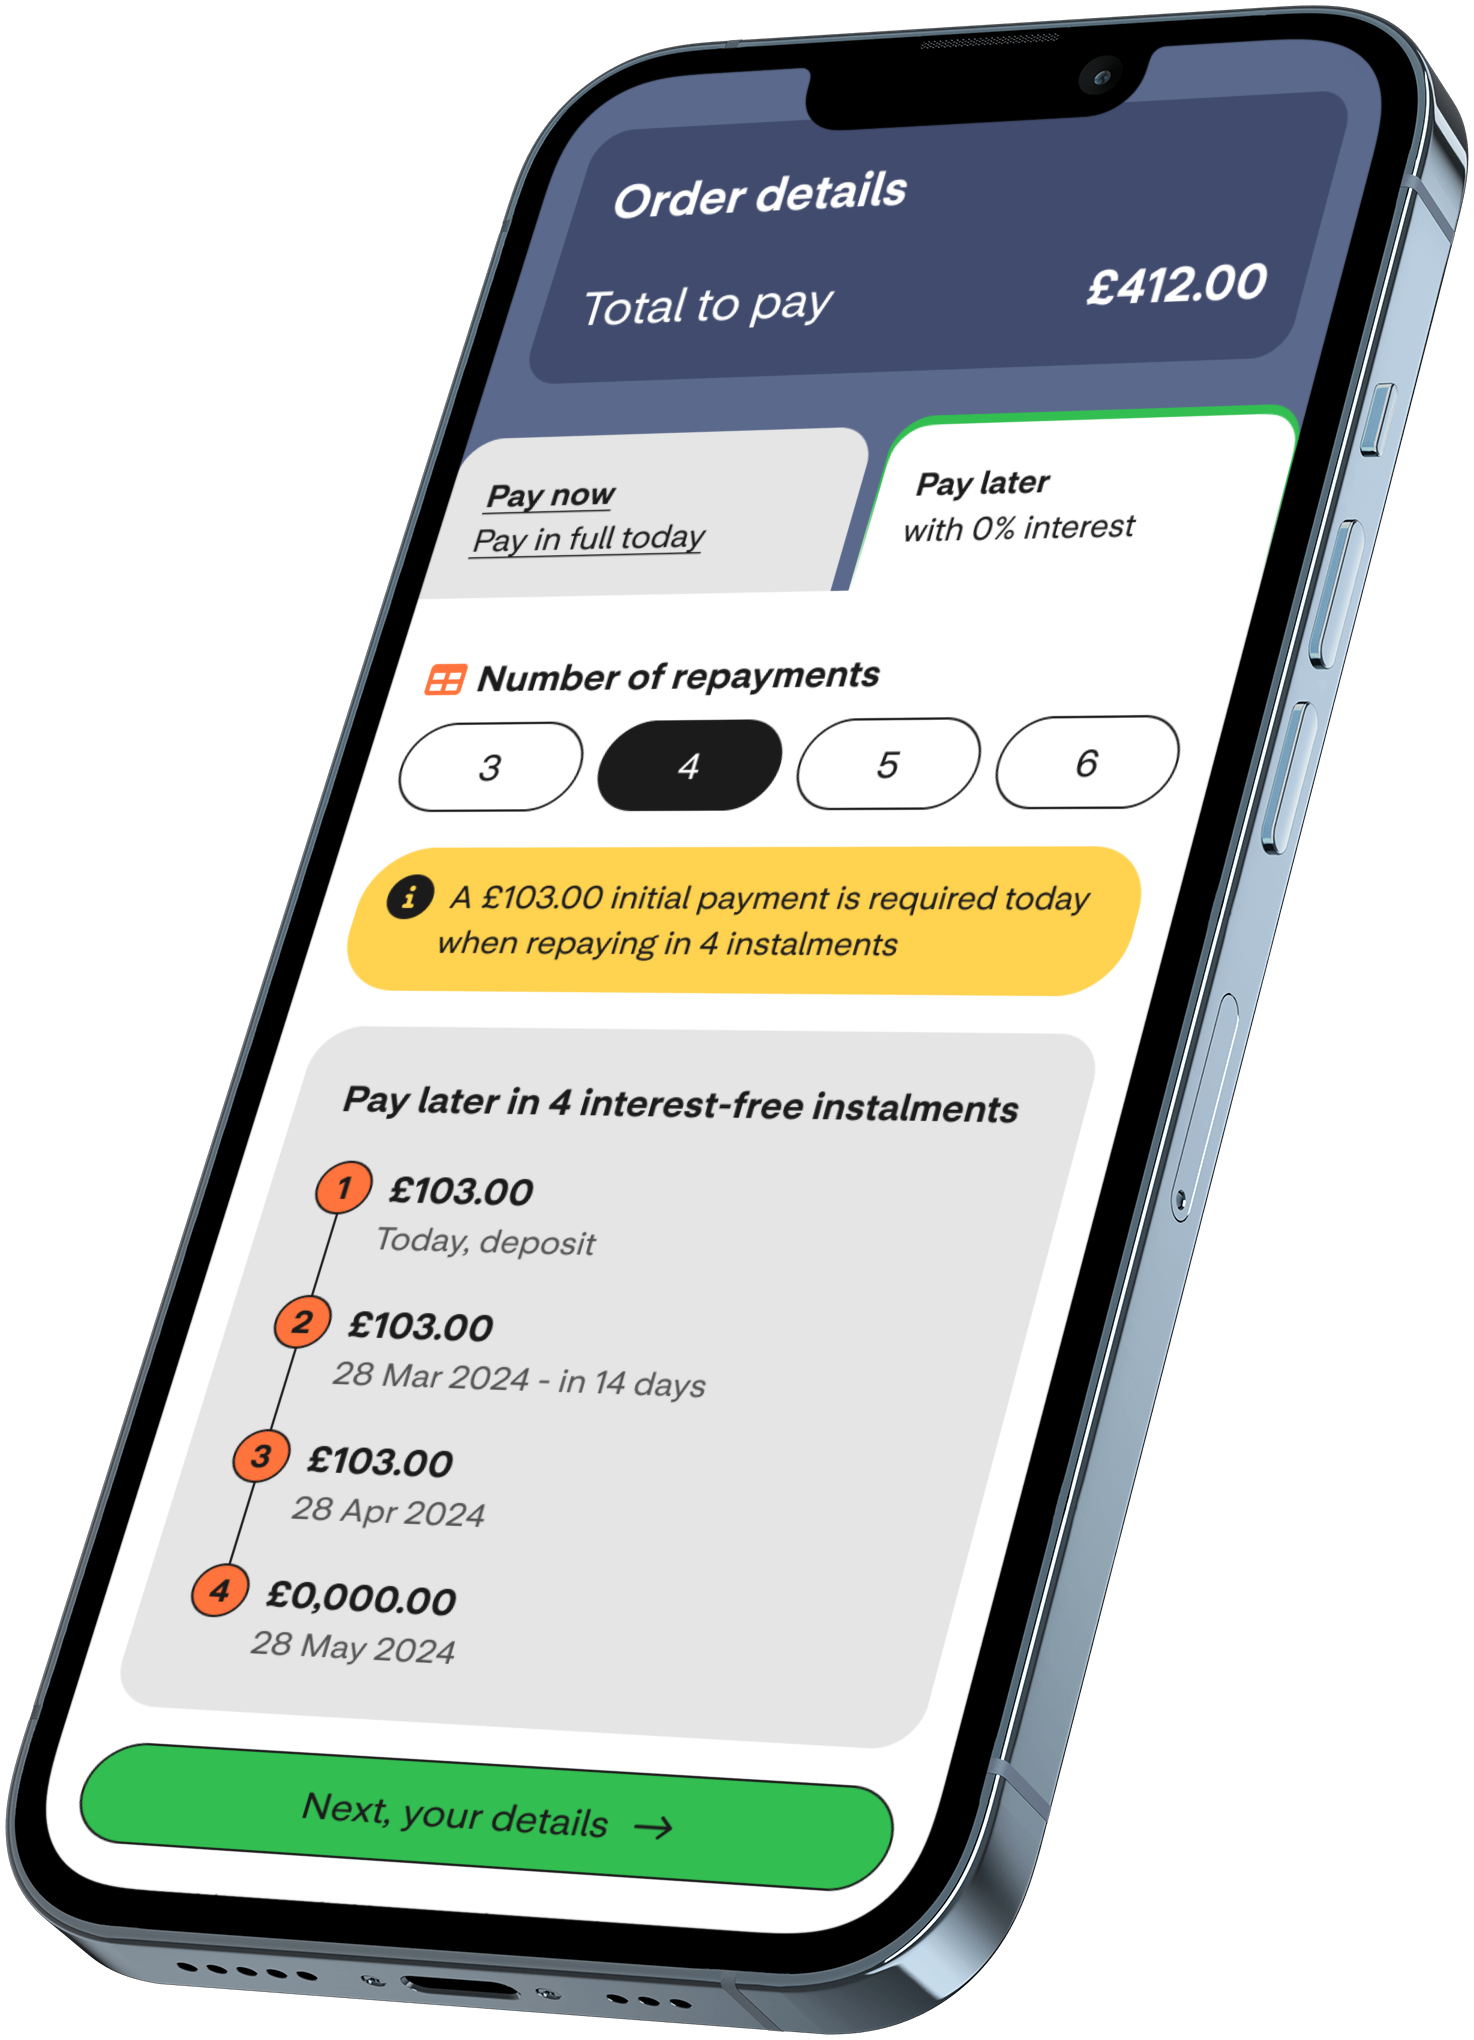 Order details
Total to pay £412.00
Pay now
Pay in full today
Pay later
with 0% interest
Number of repayments
3 4 5 6
i A £103.00 initial payment is required today
when repaying in 4 instalments
Pay later in 4 interest-free instalments
1 £103.00
Today, deposit
2 £103.00
28 Mar 2024 - in 14 days
3 £103.00
28 Apr 2024
4 £0,000.00
28 May 2024
Next, your details →